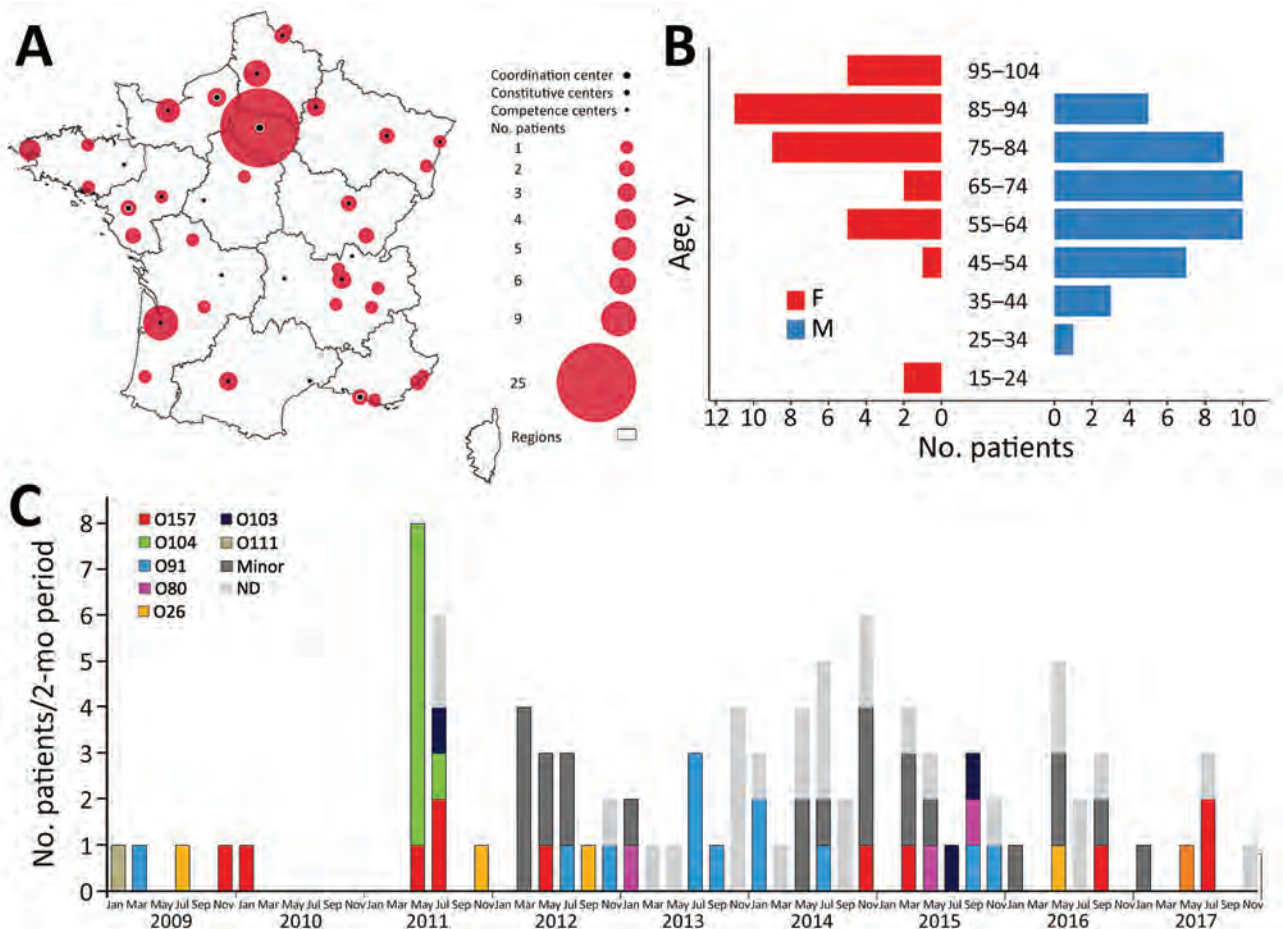 A
Coordination center
Constitutive centers
Competence centers
No. patients
1
2
3
4
5
6
9
25
Regions
B
Age, y
95–104
85–94
75–84
65–74
55–64
45–54
35–44
25–34
15–24
F
M
12 10 8 6 4 2 0 0 2 4 6 8 10
No. patients
C
No. patients/2-mo period
8
7
6
5
4
3
2
1
0
O157 O103
O104 O111
O91 Minor
O80 ND
O26
Jan Mar May Jul Sep Nov Jan Mar May Jul Sep Nov Jan Mar May Jul Sep Nov Jan Mar May Jul Sep Nov Jan Mar May Jul Sep Nov Jan Mar May Jul Sep Nov Jan Mar May Jul Sep Nov Jan Mar May Jul Sep Nov Jan Mar May Jul Sep Nov
2009 2010 2011 2012 2013 2014 2015 2016 2017